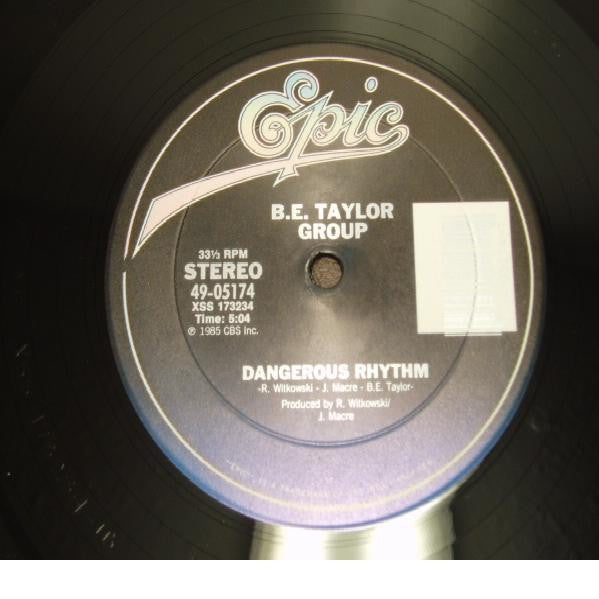 Epic
B.E. TAYLOR
GROUP
33⅓ RPM
STEREO
49-05174
XSS 173234
Time: 5:04
℗ 1985 CBS Inc.
DANGEROUS RHYTHM
-R. Witkowski - J. Macre - B.E. Taylor-
Produced by R. Witkowski/
J. Macre